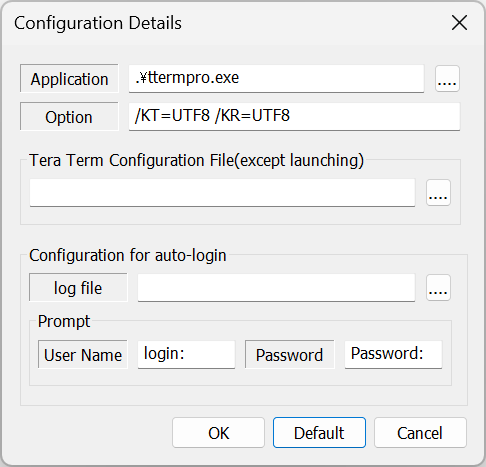 Configuration Details
Application .¥ttermpro.exe ....
Option /KT=UTF8 /KR=UTF8
Tera Term Configuration File(except launching)
....
Configuration for auto-login
log file ....
Prompt
User Name login: Password Password:
OK Default Cancel